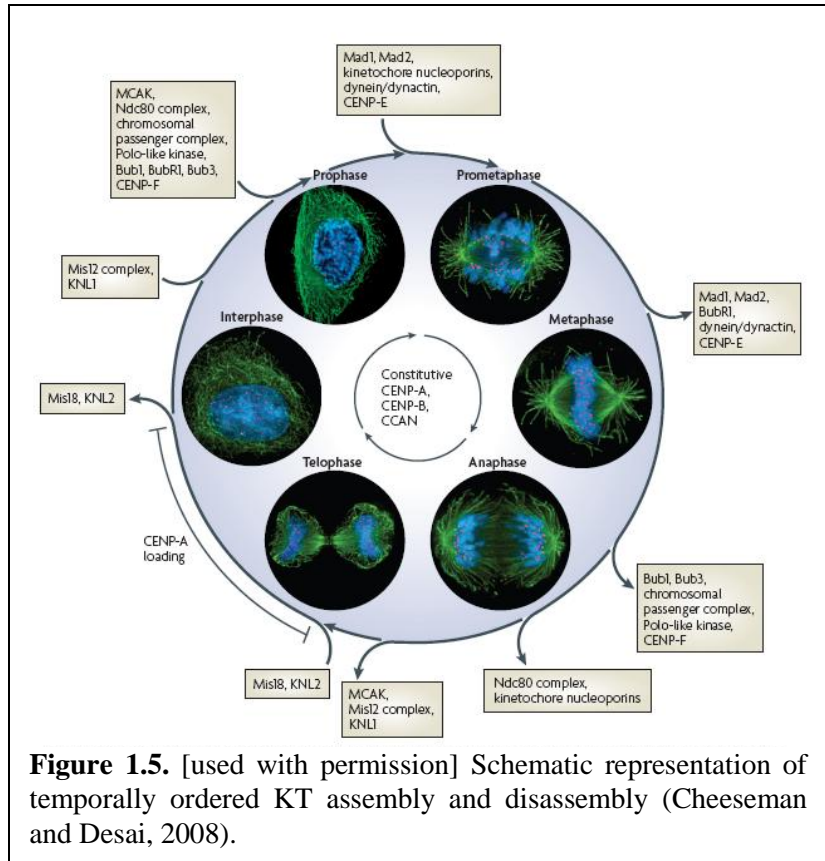 Mad1, Mad2,
kinetochore nucleoporins,
dynein/dynactin,
CENP-E
MCAK,
Ndc80 complex,
chromosomal
passenger complex,
Polo-like kinase,
Bub1, BubR1, Bub3,
CENP-F
Prophase
Prometaphase
Mis12 complex,
KNL1
Mad1, Mad2,
BubR1,
dynein/dynactin,
CENP-E
Interphase
Metaphase
Constitutive
CENP-A,
CENP-B,
CCAN
Mis18, KNL2
Telophase
Anaphase
CENP-A
loading
Bub1, Bub3,
chromosomal
passenger complex,
Polo-like kinase,
CENP-F
Mis18, KNL2
MCAK,
Mis12 complex,
KNL1
Ndc80 complex,
kinetochore nucleoporins
Figure 1.5. [used with permission] Schematic representation of
temporally ordered KT assembly and disassembly (Cheeseman
and Desai, 2008).